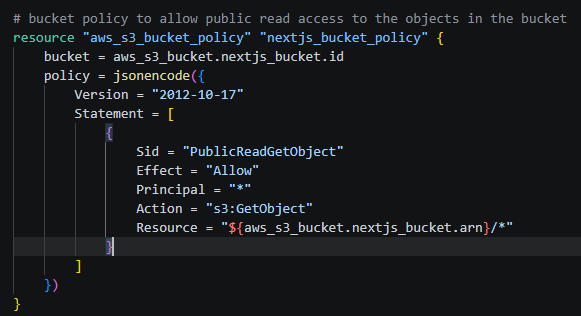 # bucket policy to allow public read access to the objects in the bucket
resource "aws_s3_bucket_policy" "nextjs_bucket_policy" {
    bucket = aws_s3_bucket.nextjs_bucket.id
    policy = jsonencode({
        Version = "2012-10-17"
        Statement = [
            {
                Sid = "PublicReadGetObject"
                Effect = "Allow"
                Principal = "*"
                Action = "s3:GetObject"
                Resource = "${aws_s3_bucket.nextjs_bucket.arn}/*"
            }
        ]
    })
}